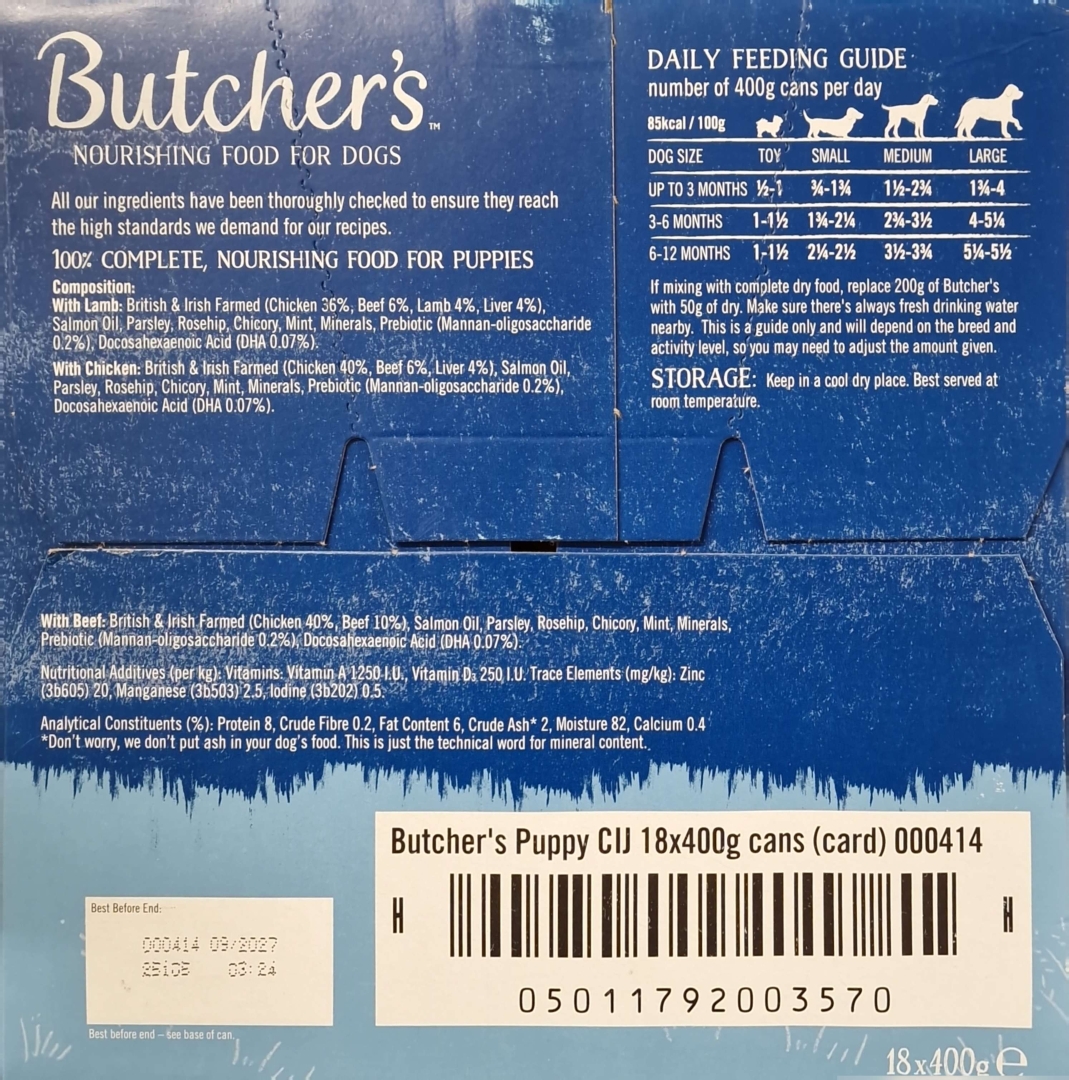 Butcher's™
NOURISHING FOOD FOR DOGS
All our ingredients have been thoroughly checked to ensure they reach
the high standards we demand for our recipes.
100% COMPLETE, NOURISHING FOOD FOR PUPPIES
Composition:
With Lamb: British & Irish Farmed (Chicken 36%, Beef 6%, Lamb 4%, Liver 4%),
Salmon Oil, Parsley, Rosehip, Chicory, Mint, Minerals, Prebiotic (Mannan-oligosaccharide
0.2%), Docosahexaenoic Acid (DHA 0.07%).
With Chicken: British & Irish Farmed (Chicken 40%, Beef 6%, Liver 4%), Salmon Oil,
Parsley, Rosehip, Chicory, Mint, Minerals, Prebiotic (Mannan-oligosaccharide 0.2%),
Docosahexaenoic Acid (DHA 0.07%).
DAILY FEEDING GUIDE
number of 400g cans per day
85kcal / 100g
DOG SIZE TOY SMALL MEDIUM LARGE
UP TO 3 MONTHS ½-1 ¾-1¾ 1½-2¾ 1¾-4
3-6 MONTHS 1-1½ 1¾-2¼ 2¾-3½ 4-5¼
6-12 MONTHS 1-1½ 2¼-2½ 3½-3¾ 5¼-5½
If mixing with complete dry food, replace 200g of Butcher's
with 50g of dry. Make sure there's always fresh drinking water
nearby. This is a guide only and will depend on the breed and
activity level, so you may need to adjust the amount given.
STORAGE: Keep in a cool dry place. Best served at
room temperature.
With Beef: British & Irish Farmed (Chicken 40%, Beef 10%), Salmon Oil, Parsley, Rosehip, Chicory, Mint, Minerals,
Prebiotic (Mannan-oligosaccharide 0.2%), Docosahexaenoic Acid (DHA 0.07%).
Nutritional Additives (per kg): Vitamins: Vitamin A 1250 I.U., Vitamin D₃ 250 I.U. Trace Elements (mg/kg): Zinc
(3b605) 20, Manganese (3b503) 2.5, Iodine (3b202) 0.5.
Analytical Constituents (%): Protein 8, Crude Fibre 0.2, Fat Content 6, Crude Ash* 2, Moisture 82, Calcium 0.4
*Don't worry, we don't put ash in your dog's food. This is just the technical word for mineral content.
Butcher's Puppy CIJ 18x400g cans (card) 000414
H H
05011792003570
Best Before End:
000414 09/2027
03:24
Best before end – see base of can.
18x400g ℮